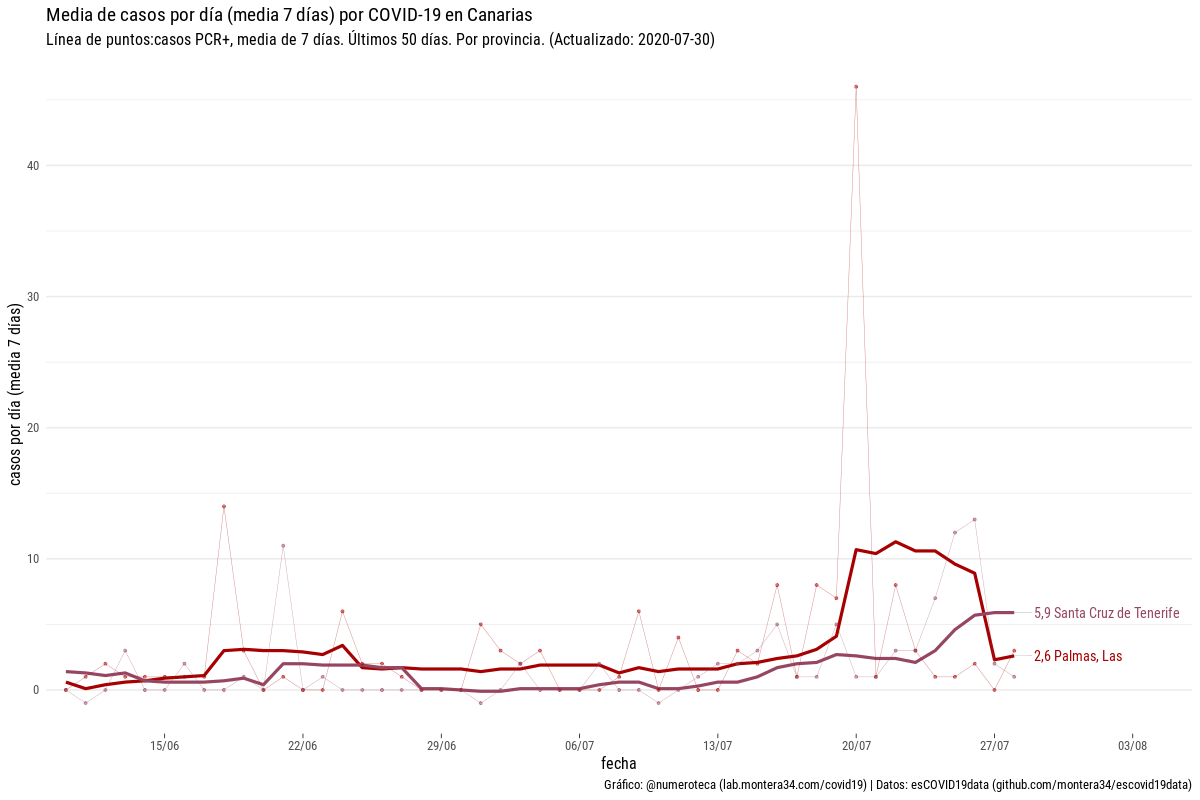 Media de casos por día (media 7 días) por COVID-19 en Canarias
Línea de puntos:casos PCR+, media de 7 días. Últimos 50 días. Por provincia. (Actualizado: 2020-07-30)
casos por día (media 7 días)
40
30
20
10
0
5,9 Santa Cruz de Tenerife
2,6 Palmas, Las
15/06 22/06 29/06 06/07 13/07 20/07 27/07 03/08
fecha
Gráfico: @numeroteca (lab.montera34.com/covid19) | Datos: esCOVID19data (github.com/montera34/escovid19data)